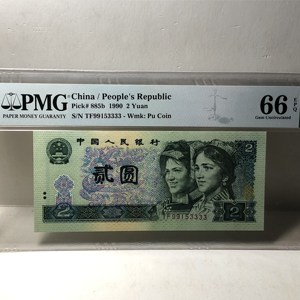 PMG
PAPER MONEY GUARANTY
China / People's Republic
Pick# 885b 1990 2 Yuan
S/N TF99153333 - Wmk: Pu Coin
66 EPQ
Gem Uncirculated
中国人民银行
2
贰圆
TF99153333
2
2